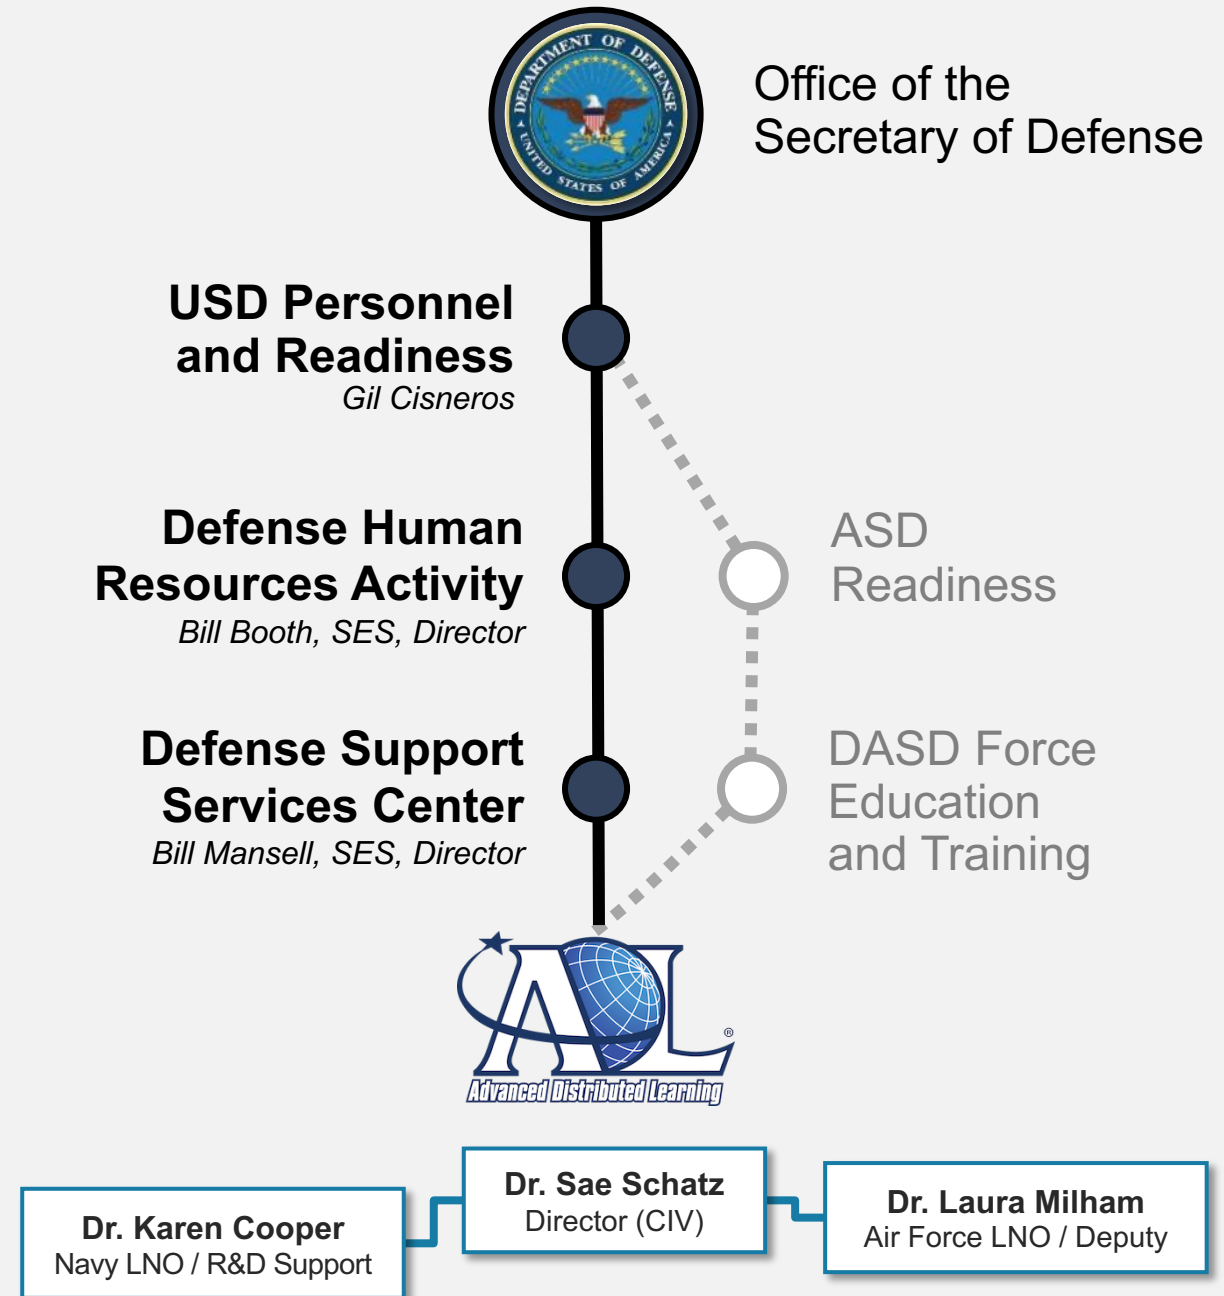 DEPARTMENT OF DEFENSE
UNITED STATES OF AMERICA
Office of the
Secretary of Defense
USD Personnel
and Readiness
Gil Cisneros
Defense Human
Resources Activity
Bill Booth, SES, Director
ASD
Readiness
Defense Support
Services Center
Bill Mansell, SES, Director
DASD Force
Education
and Training
ADL®
Advanced Distributed Learning
Dr. Karen Cooper
Navy LNO / R&D Support
Dr. Sae Schatz
Director (CIV)
Dr. Laura Milham
Air Force LNO / Deputy